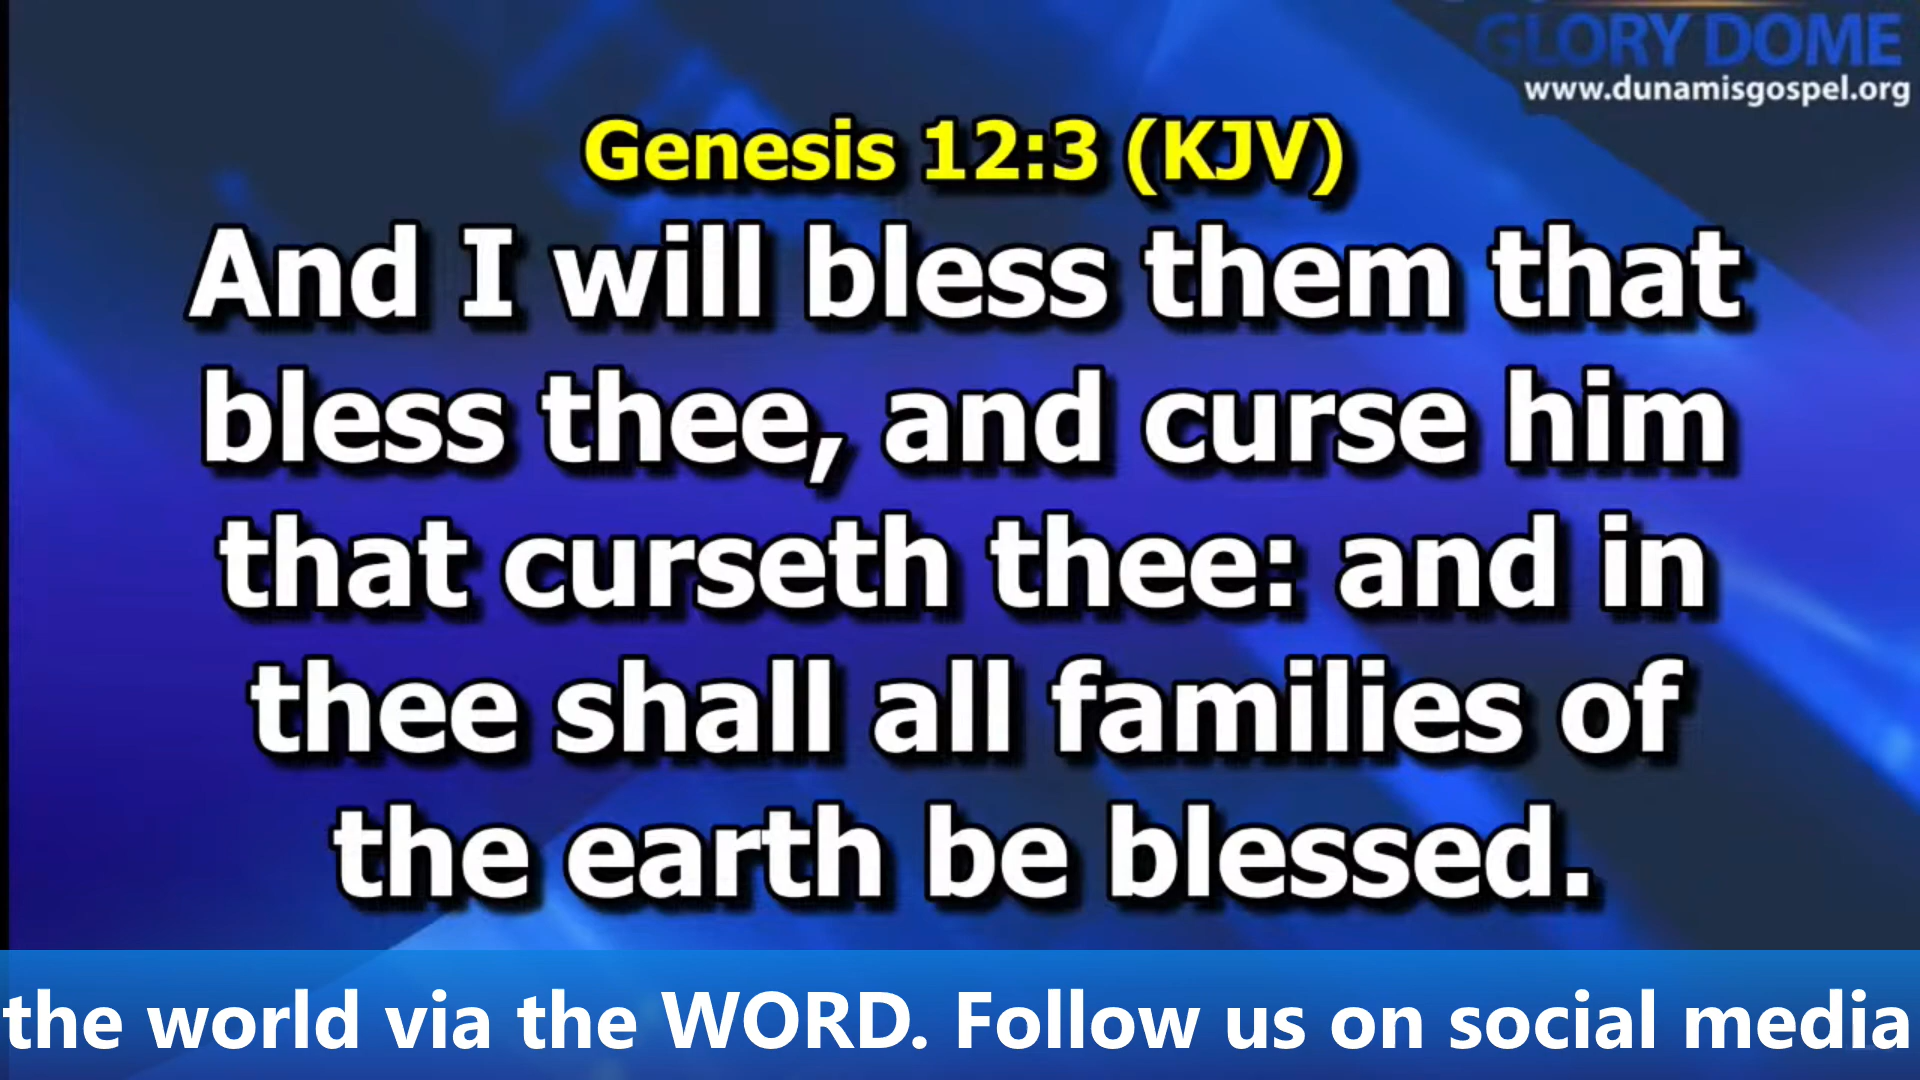 GLORY DOME
www.dunamisgospel.org
Genesis 12:3 (KJV)
And I will bless them that
bless thee, and curse him
that curseth thee: and in
thee shall all families of
the earth be blessed.
the world via the WORD. Follow us on social media